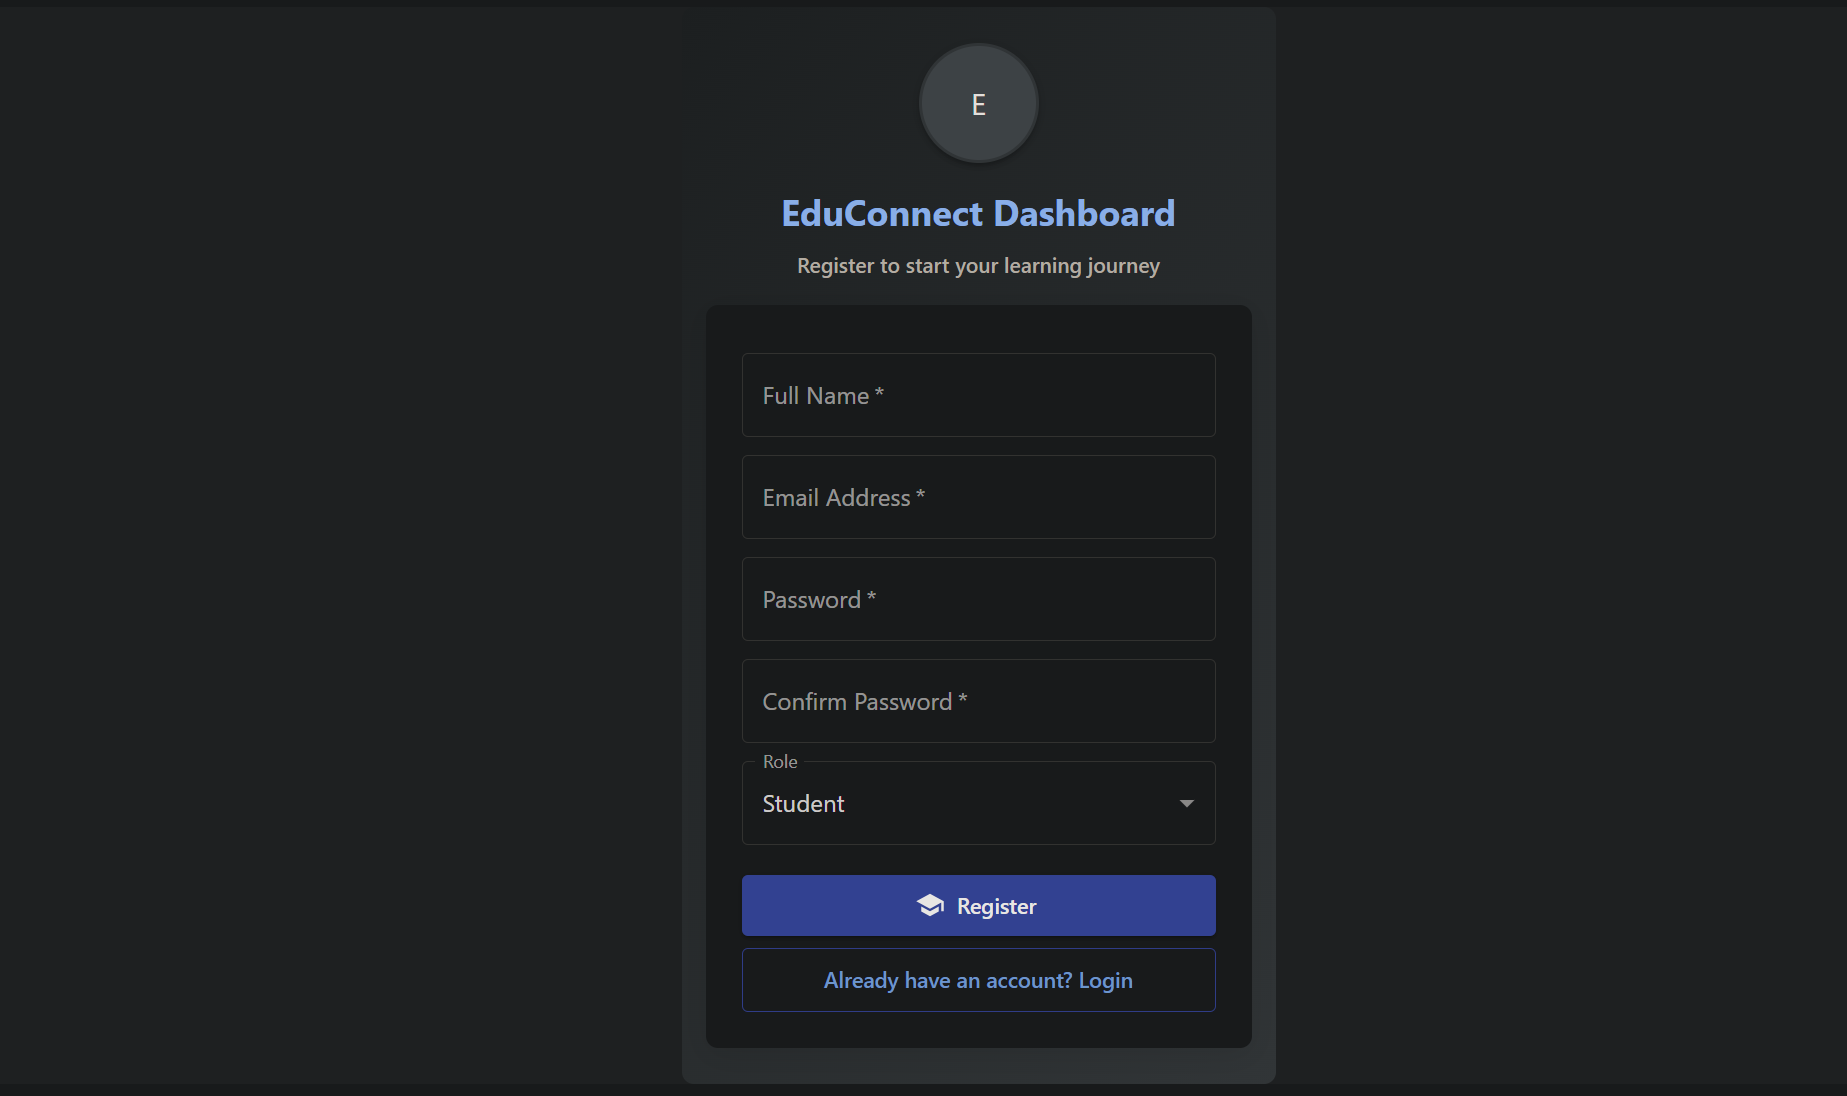 E
EduConnect Dashboard
Register to start your learning journey
Full Name *
Email Address *
Password *
Confirm Password *
Role
Student
Register
Already have an account? Login